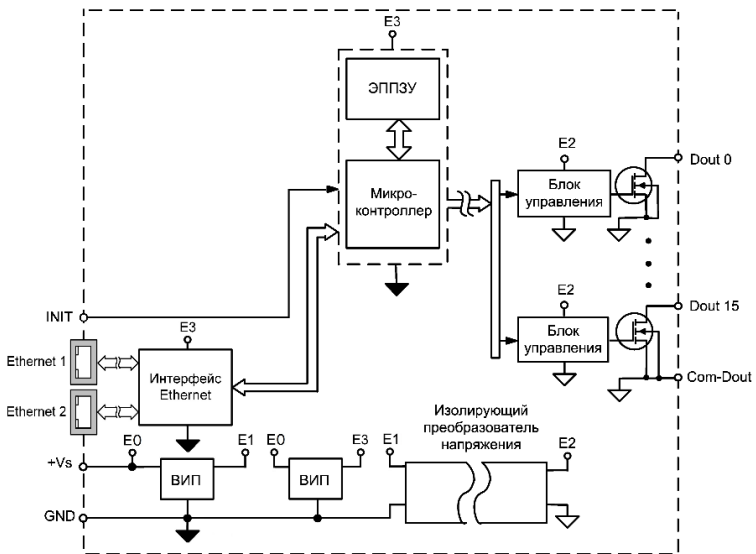 E3
ЭППЗУ
Микро-
контроллер
E2
Блок
управления
Dout 0
E2
Блок
управления
Dout 15
Com-Dout
INIT
Ethernet 1
Ethernet 2
E3
Интерфейс
Ethernet
+Vs
GND
E0
ВИП
E1
E0
ВИП
E3
E1
Изолирующий
преобразователь
напряжения
E2